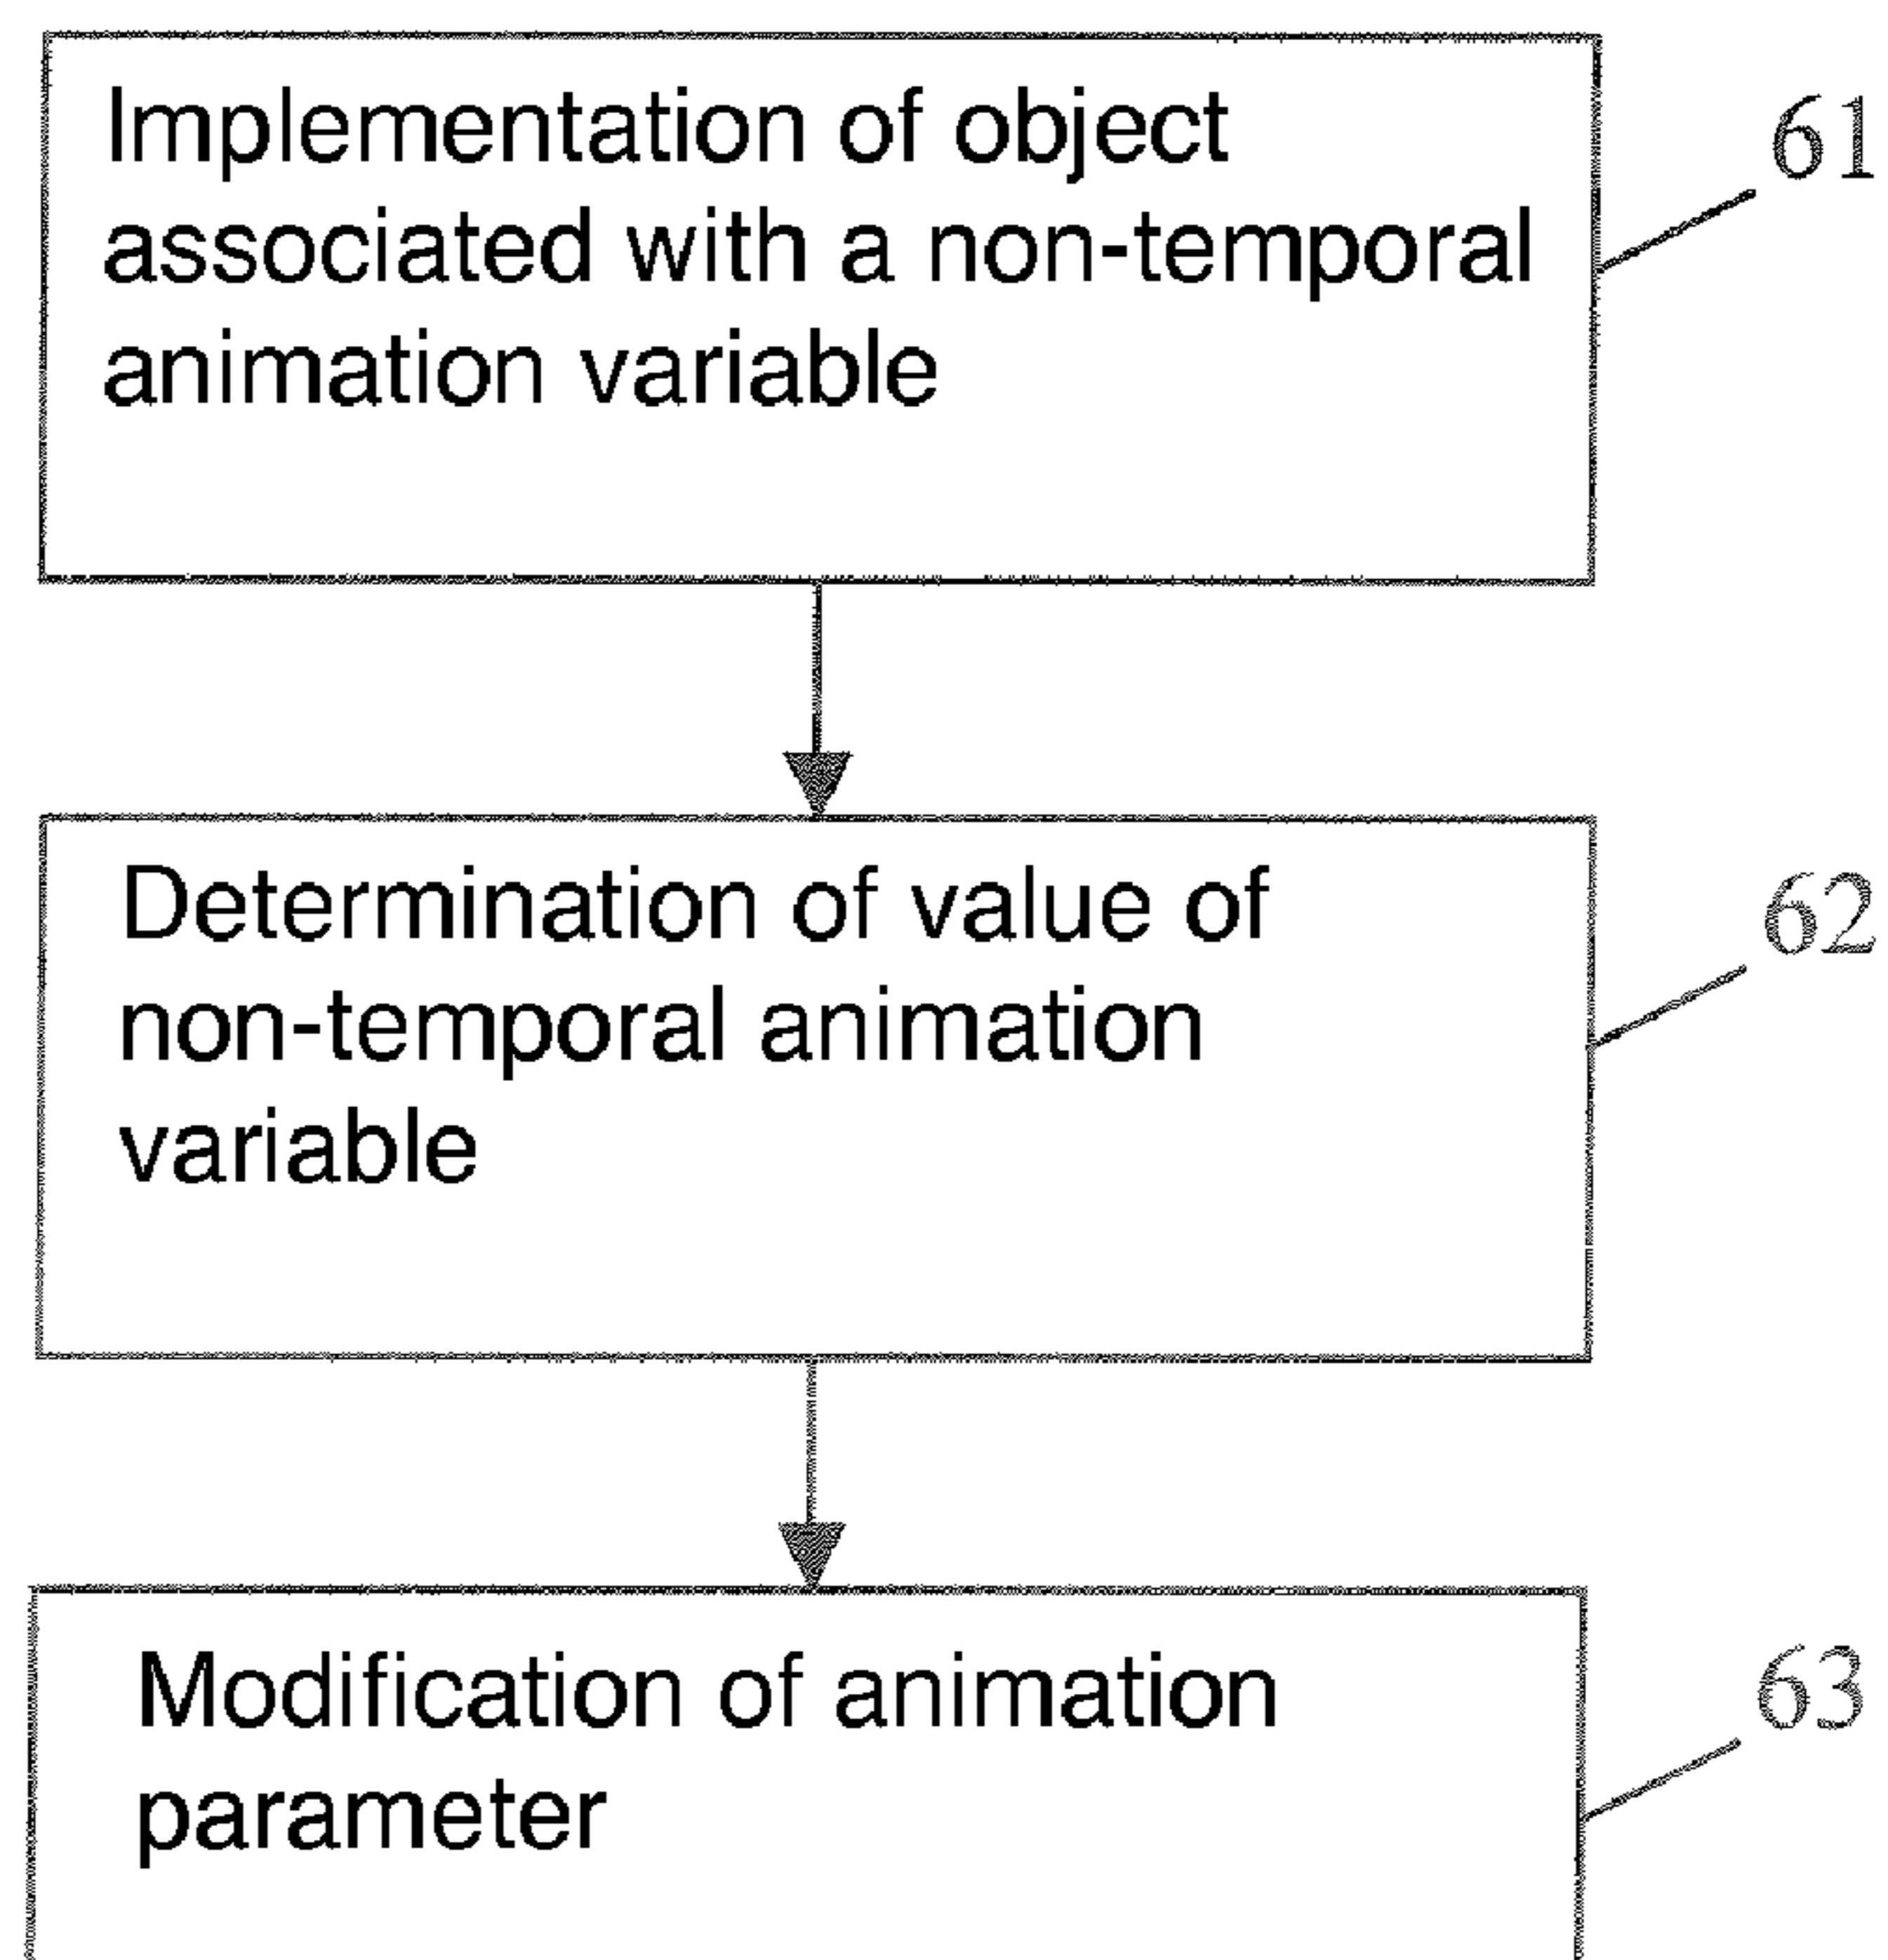 Implementation of object
associated with a non-temporal
animation variable
61
Determination of value of
non-temporal animation
variable
62
Modification of animation
parameter
63